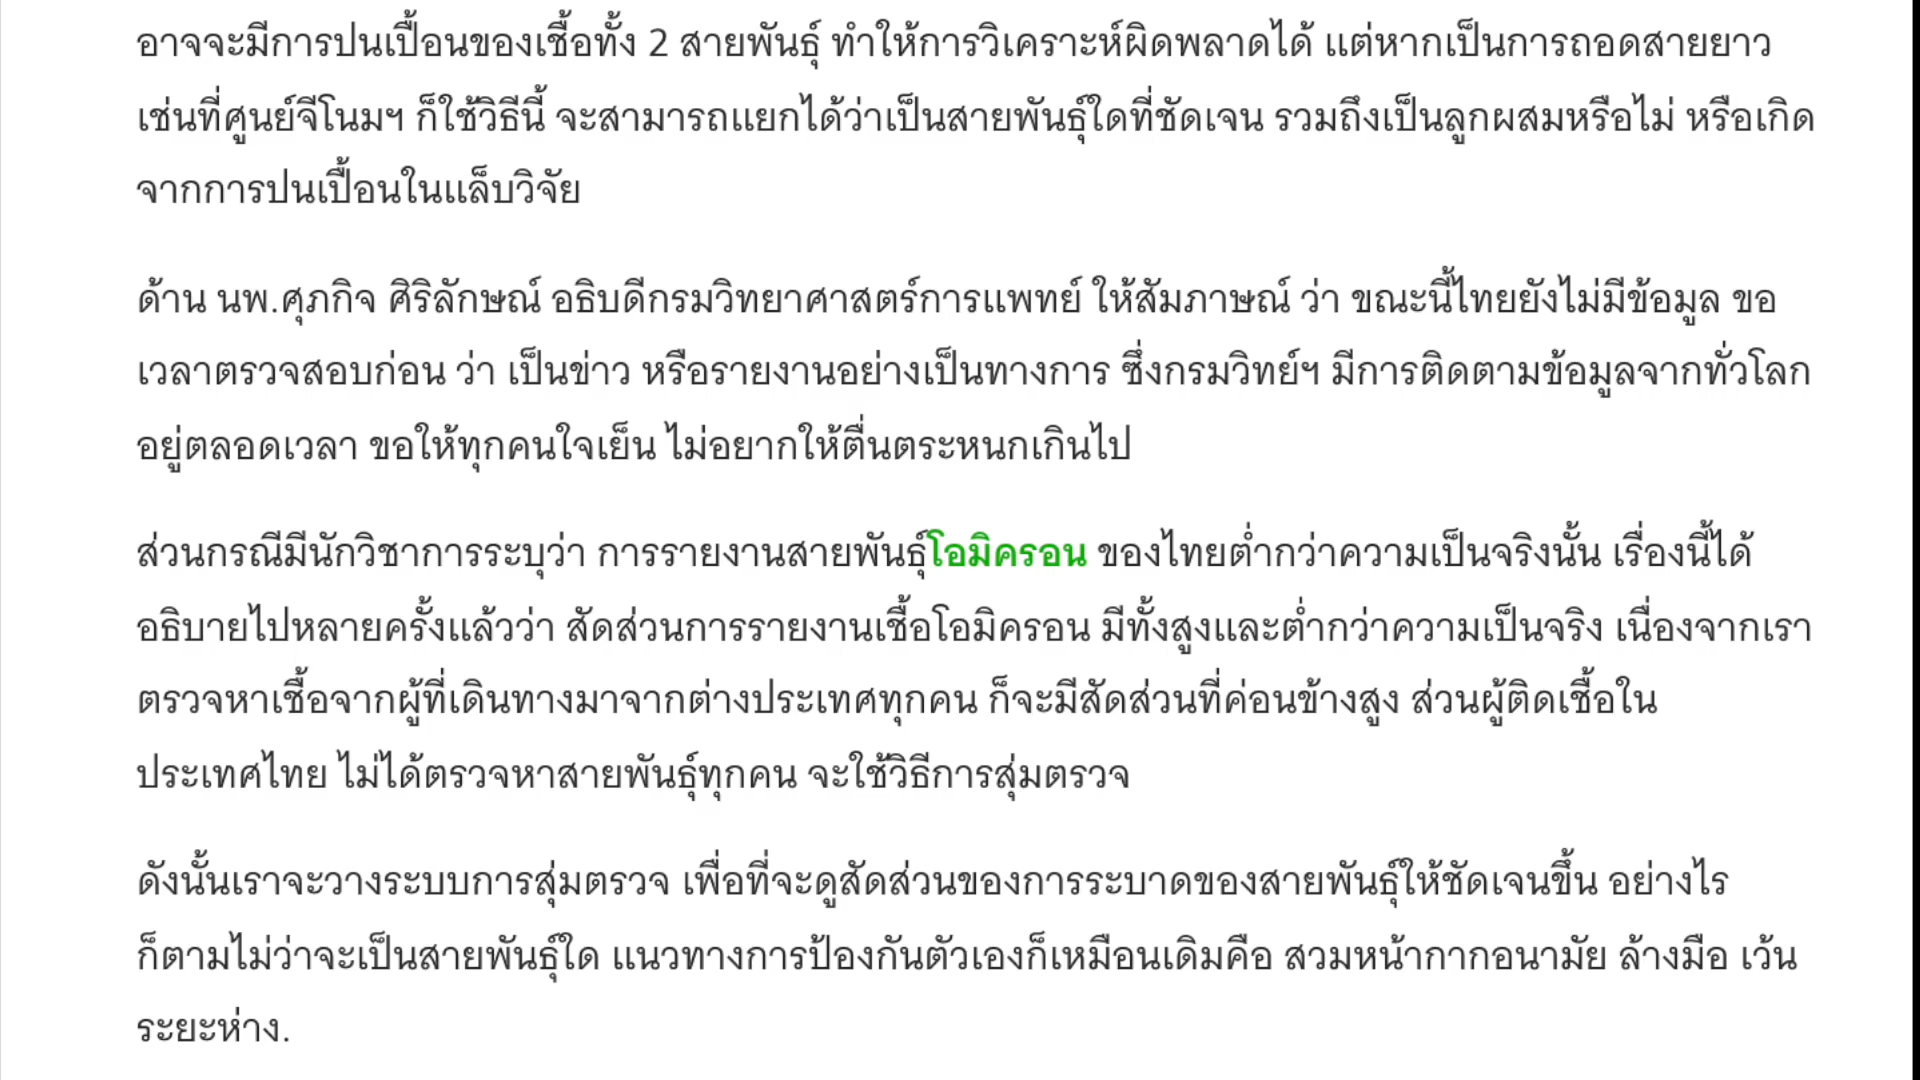 อาจจะมีการปนเปื้อนของเชื้อทั้ง 2 สายพันธุ์ ทำให้การวิเคราะห์ผิดพลาดได้ แต่หากเป็นการถอดสายยาว
เช่นที่ศูนย์จีโนมฯ ก็ใช้วิธีนี้ จะสามารถแยกได้ว่าเป็นสายพันธุ์ใดที่ชัดเจน รวมถึงเป็นลูกผสมหรือไม่ หรือเกิด
จากการปนเปื้อนในแล็บวิจัย
ด้าน นพ.ศุภกิจ ศิริลักษณ์ อธิบดีกรมวิทยาศาสตร์การแพทย์ ให้สัมภาษณ์ ว่า ขณะนี้ไทยยังไม่มีข้อมูล ขอ
เวลาตรวจสอบก่อน ว่า เป็นข่าว หรือรายงานอย่างเป็นทางการ ซึ่งกรมวิทย์ฯ มีการติดตามข้อมูลจากทั่วโลก
อยู่ตลอดเวลา ขอให้ทุกคนใจเย็น ไม่อยากให้ตื่นตระหนกเกินไป
ส่วนกรณีมีนักวิชาการระบุว่า การรายงานสายพันธุ์โอมิครอน ของไทยต่ำกว่าความเป็นจริงนั้น เรื่องนี้ได้
อธิบายไปหลายครั้งแล้วว่า สัดส่วนการรายงานเชื้อโอมิครอน มีทั้งสูงและต่ำกว่าความเป็นจริง เนื่องจากเรา
ตรวจหาเชื้อจากผู้ที่เดินทางมาจากต่างประเทศทุกคน ก็จะมีสัดส่วนที่ค่อนข้างสูง ส่วนผู้ติดเชื้อใน
ประเทศไทย ไม่ได้ตรวจหาสายพันธุ์ทุกคน จะใช้วิธีการสุ่มตรวจ
ดังนั้นเราจะวางระบบการสุ่มตรวจ เพื่อที่จะดูสัดส่วนของการระบาดของสายพันธุ์ให้ชัดเจนขึ้น อย่างไร
ก็ตามไม่ว่าจะเป็นสายพันธุ์ใด แนวทางการป้องกันตัวเองก็เหมือนเดิมคือ สวมหน้ากากอนามัย ล้างมือ เว้น
ระยะห่าง.